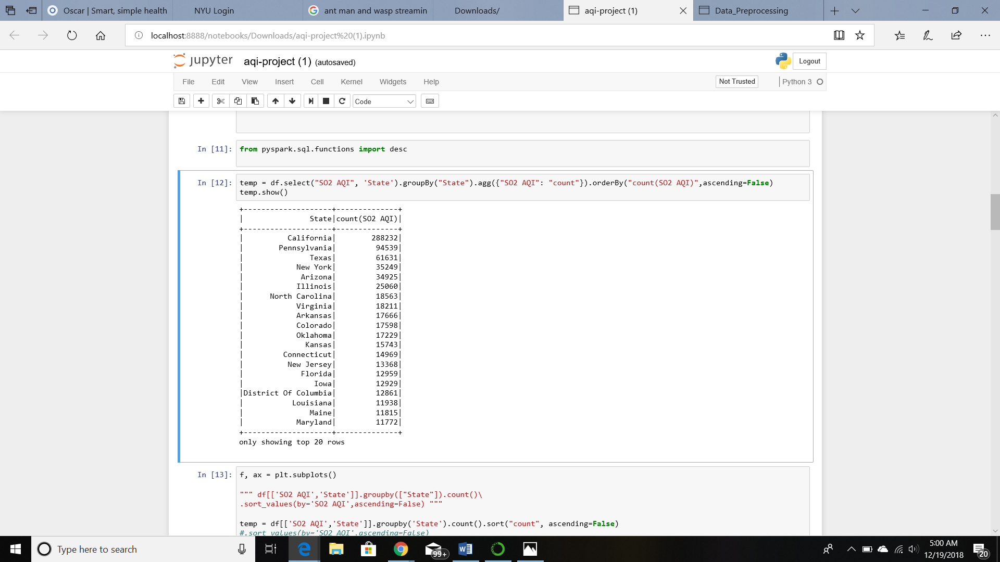 Oscar | Smart, simple health
NYU Login
ant man and wasp streamin
Downloads/
aqi-project (1)
Data_Preprocessing
localhost:8888/notebooks/Downloads/aqi-project%20(1).ipynb
jupyter aqi-project (1) (autosaved)
Logout
File Edit View Insert Cell Kernel Widgets Help
Not Trusted
Python 3
Code
In [11]: from pyspark.sql.functions import desc
In [12]: temp = df.select("SO2 AQI", 'State').groupBy("State").agg({"SO2 AQI": "count"}).orderBy("count(SO2 AQI)",ascending=False)
temp.show()
+--------------------+--------------+
|               State|count(SO2 AQI)|
+--------------------+--------------+
|          California|        288232|
|        Pennsylvania|         94539|
|               Texas|         61631|
|            New York|         35249|
|             Arizona|         34925|
|            Illinois|         25060|
|      North Carolina|         18563|
|            Virginia|         18211|
|            Arkansas|         17666|
|            Colorado|         17598|
|            Oklahoma|         17229|
|              Kansas|         15743|
|         Connecticut|         14969|
|          New Jersey|         13368|
|             Florida|         12959|
|                Iowa|         12929|
|District Of Columbia|         12861|
|           Louisiana|         11938|
|               Maine|         11815|
|            Maryland|         11772|
+--------------------+--------------+
only showing top 20 rows
In [13]: f, ax = plt.subplots()
""" df[['SO2 AQI','State']].groupby(["State"]).count()\
.sort_values(by='SO2 AQI',ascending=False) """
temp = df[['SO2 AQI','State']].groupby('State').count().sort("count", ascending=False)
#.sort_values(by='SO2 AQI',ascending=False)
Type here to search
99+
5:00 AM
12/19/2018
20